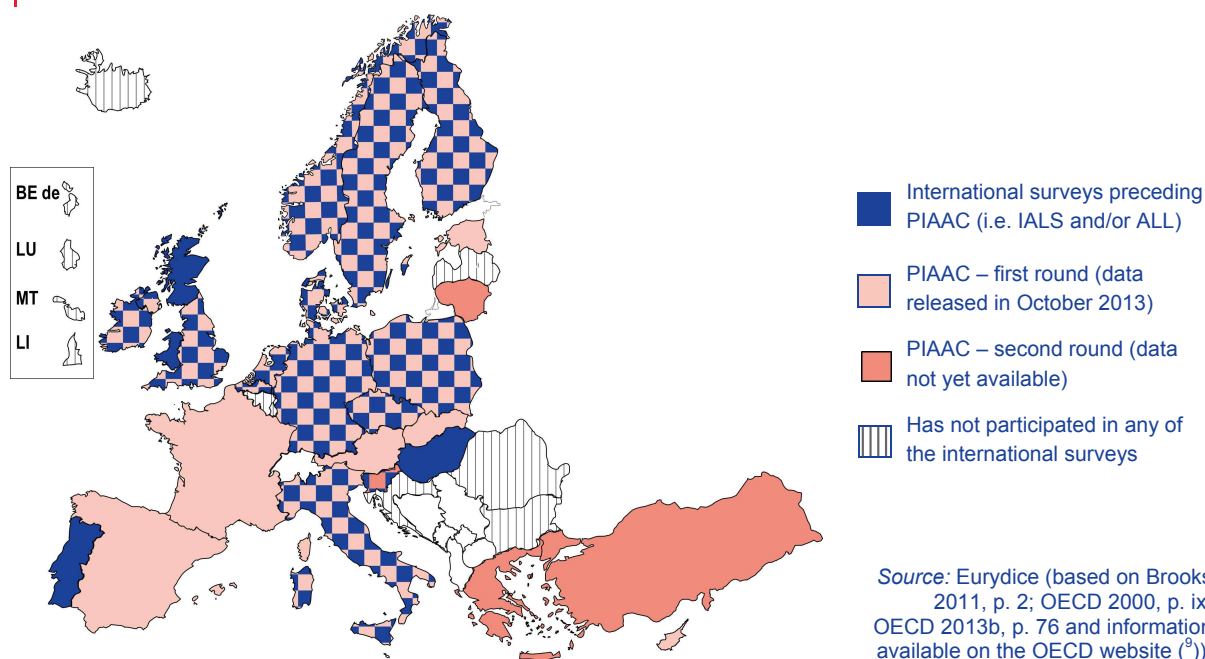 BE de
LU
MT
LI
International surveys preceding
PIAAC (i.e. IALS and/or ALL)
PIAAC – first round (data
released in October 2013)
PIAAC – second round (data
not yet available)
Has not participated in any of
the international surveys
Source: Eurydice (based on Brooks
2011, p. 2; OECD 2000, p. ix
OECD 2013b, p. 76 and information
available on the OECD website (⁹))